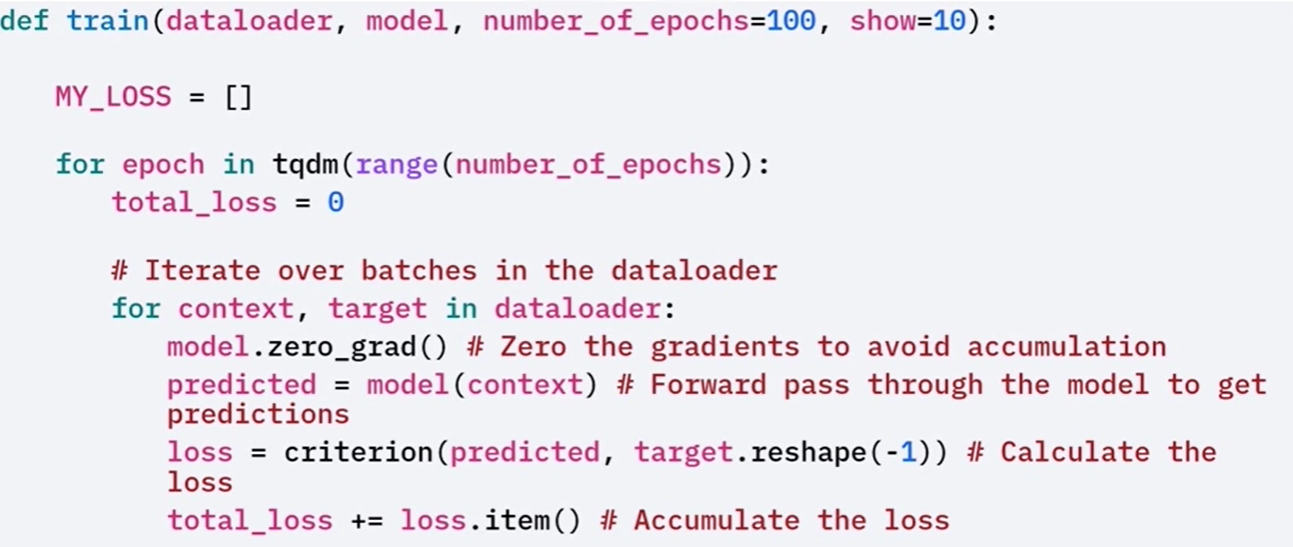 def train(dataloader, model, number_of_epochs=100, show=10):
MY_LOSS = []
for epoch in tqdm(range(number_of_epochs)):
total_loss = 0
# Iterate over batches in the dataloader
for context, target in dataloader:
model.zero_grad() # Zero the gradients to avoid accumulation
predicted = model(context) # Forward pass through the model to get
predictions
loss = criterion(predicted, target.reshape(-1)) # Calculate the
loss
total_loss += loss.item() # Accumulate the loss